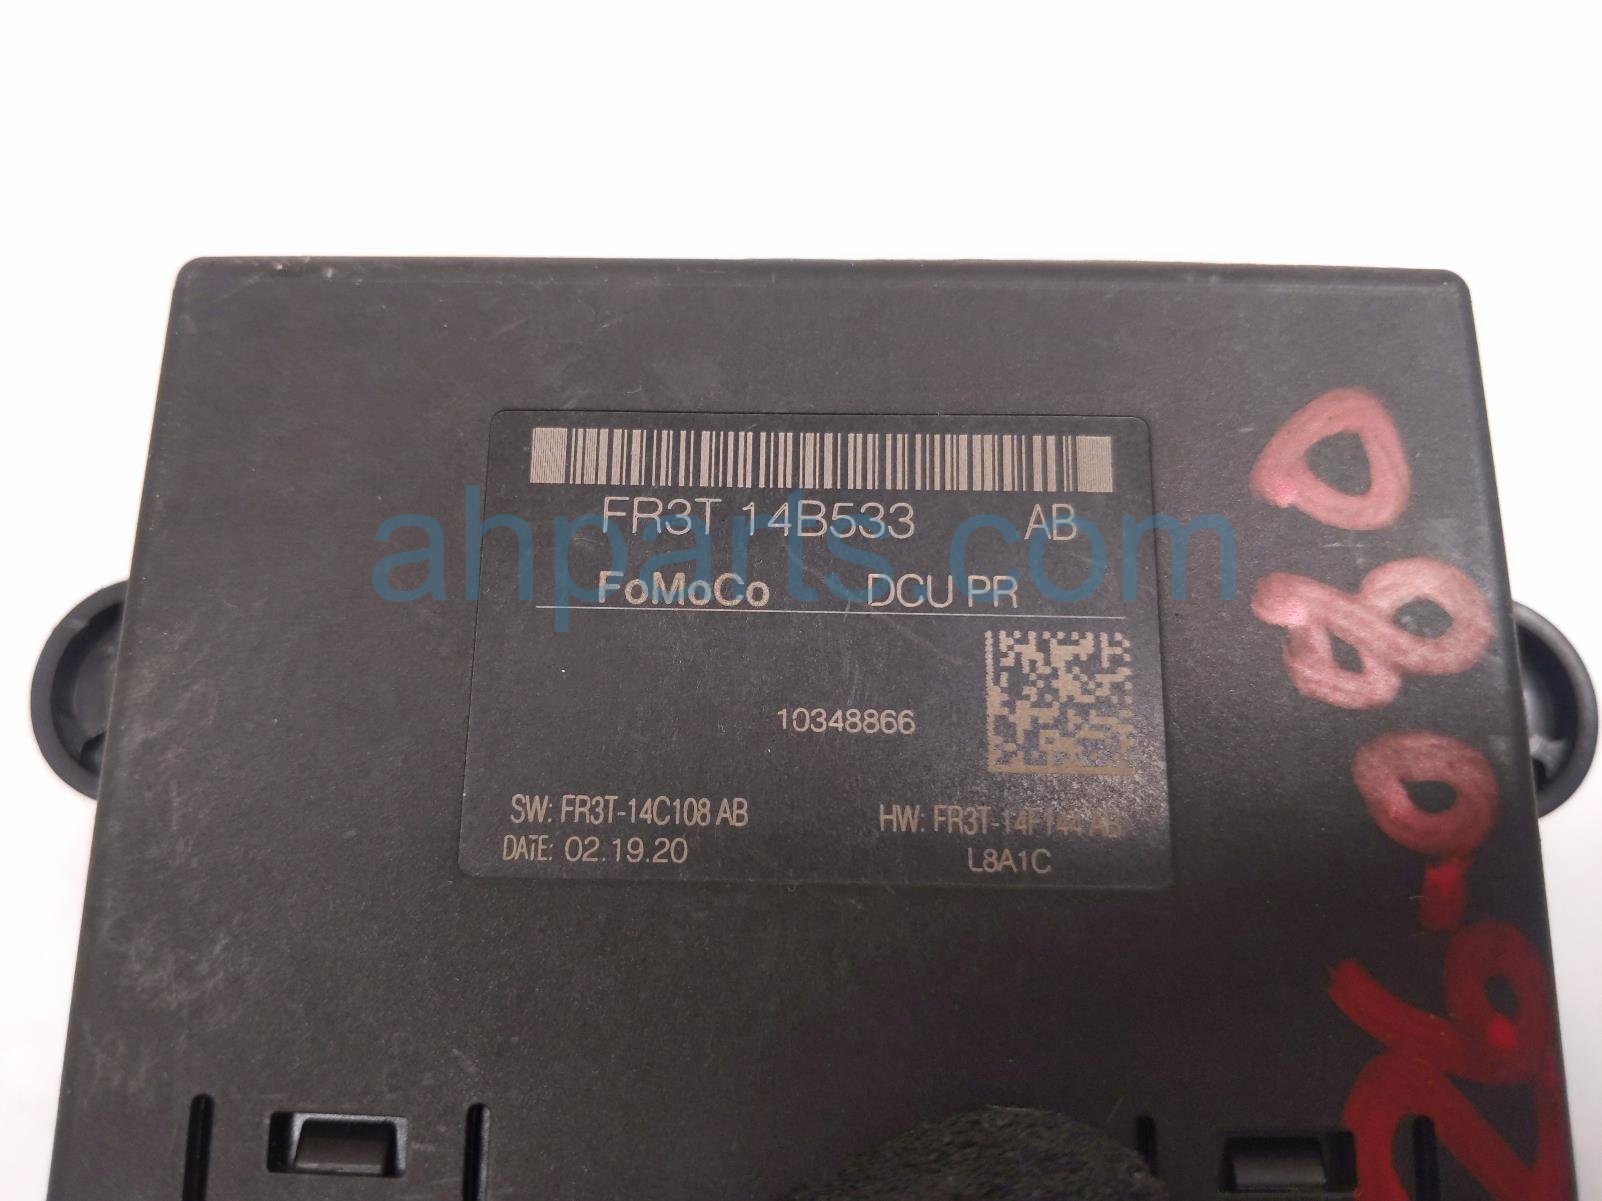 FR3T 14B533 AB
FoMoCo DCU PR
10348866
SW: FR3T-14C108 AB
HW: FR3T-14F144 AB
DATE: 02.19.20
L8A1C
ahparts.com